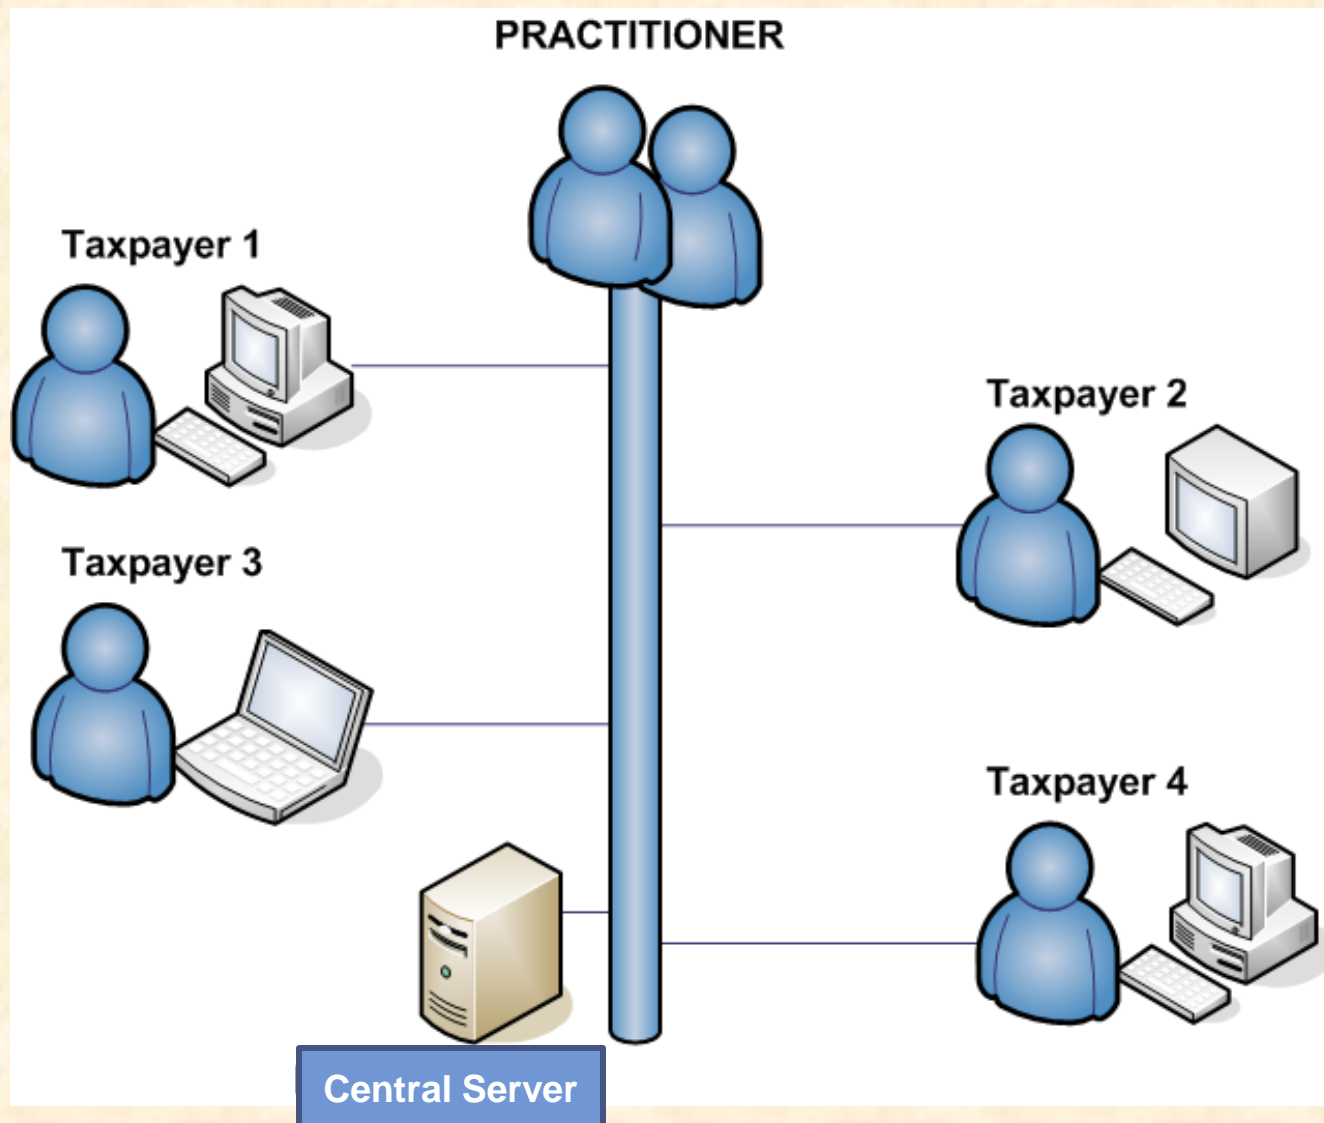 PRACTITIONER
Taxpayer 1
Taxpayer 2
Taxpayer 3
Taxpayer 4
Central Server